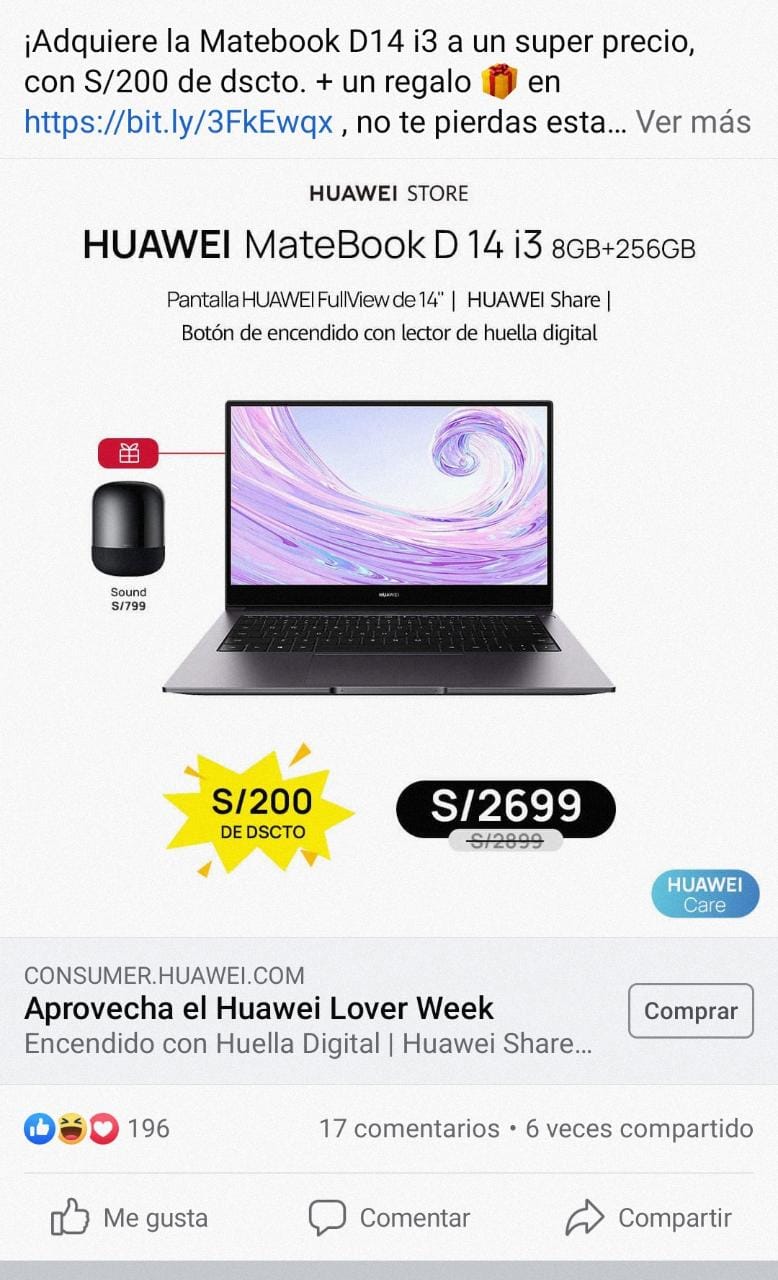 ¡Adquiere la Matebook D14 i3 a un super precio,
con S/200 de dscto. + un regalo 🎁 en
https://bit.ly/3FkEwqx , no te pierdas esta... Ver más
HUAWEI STORE
HUAWEI MateBook D 14 i3 8GB+256GB
Pantalla HUAWEI FullView de 14" | HUAWEI Share |
Botón de encendido con lector de huella digital
Sound
S/799
HUAWEI
S/200
DE DSCTO
S/2699
S/2899
HUAWEI
Care
CONSUMER.HUAWEI.COM
Aprovecha el Huawei Lover Week
Encendido con Huella Digital | Huawei Share...
Comprar
196
17 comentarios • 6 veces compartido
Me gusta
Comentar
Compartir